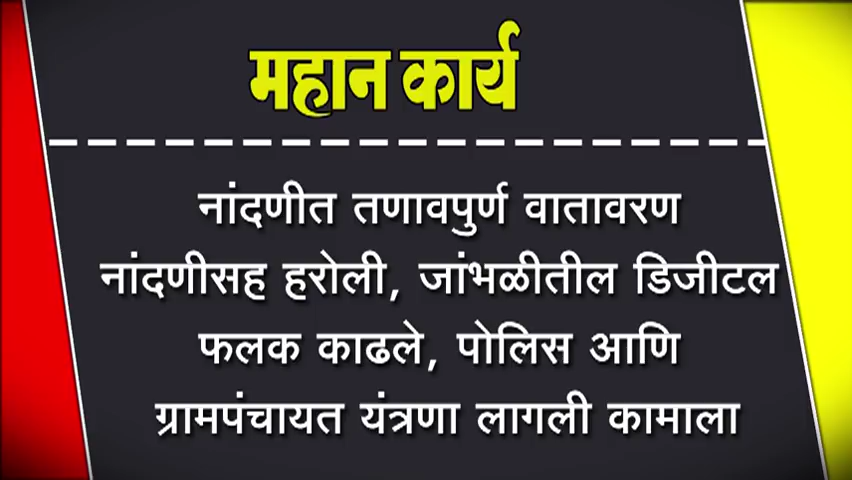 महान कार्य
नांदणीत तणावपुर्ण वातावरण
नांदणीसह हरोली, जांभळीतील डिजीटल
फलक काढले, पोलिस आणि
ग्रामपंचायत यंत्रणा लागली कामाला